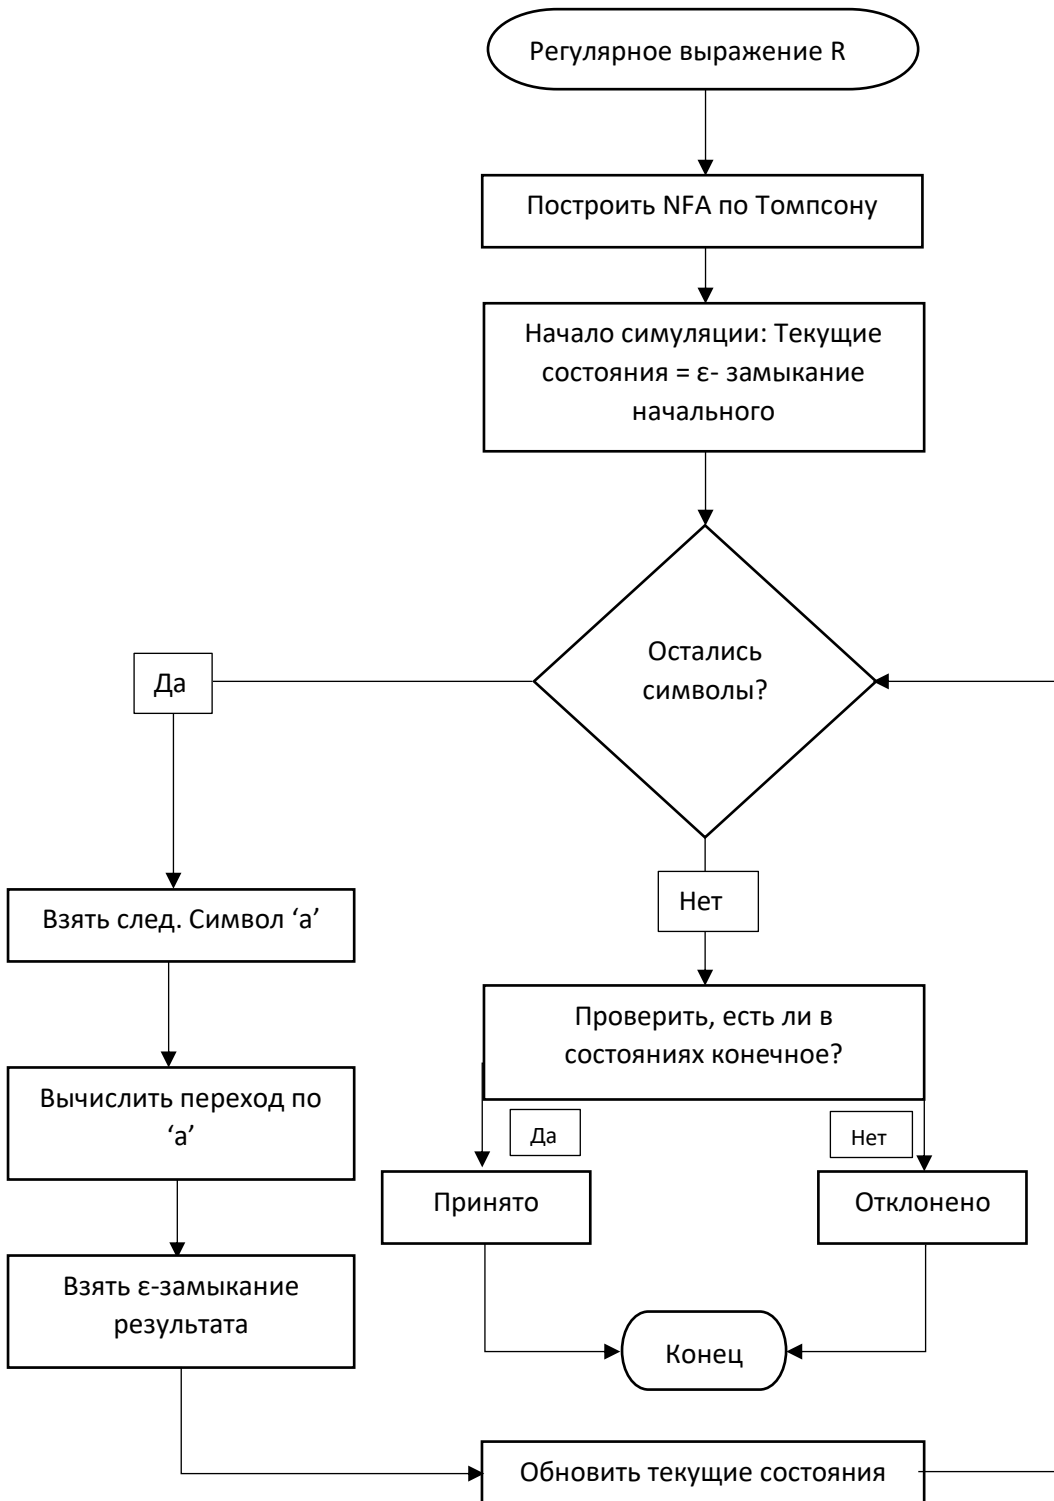 Регулярное выражение R
Построить NFA по Томпсону
Начало симуляции: Текущие
состояния = ε- замыкание
начального
Остались
символы?
Да
Нет
Взять след. Символ ‘а’
Вычислить переход по
‘а’
Взять ε-замыкание
результата
Проверить, есть ли в
состояниях конечное?
Да
Нет
Принято
Отклонено
Конец
Обновить текущие состояния